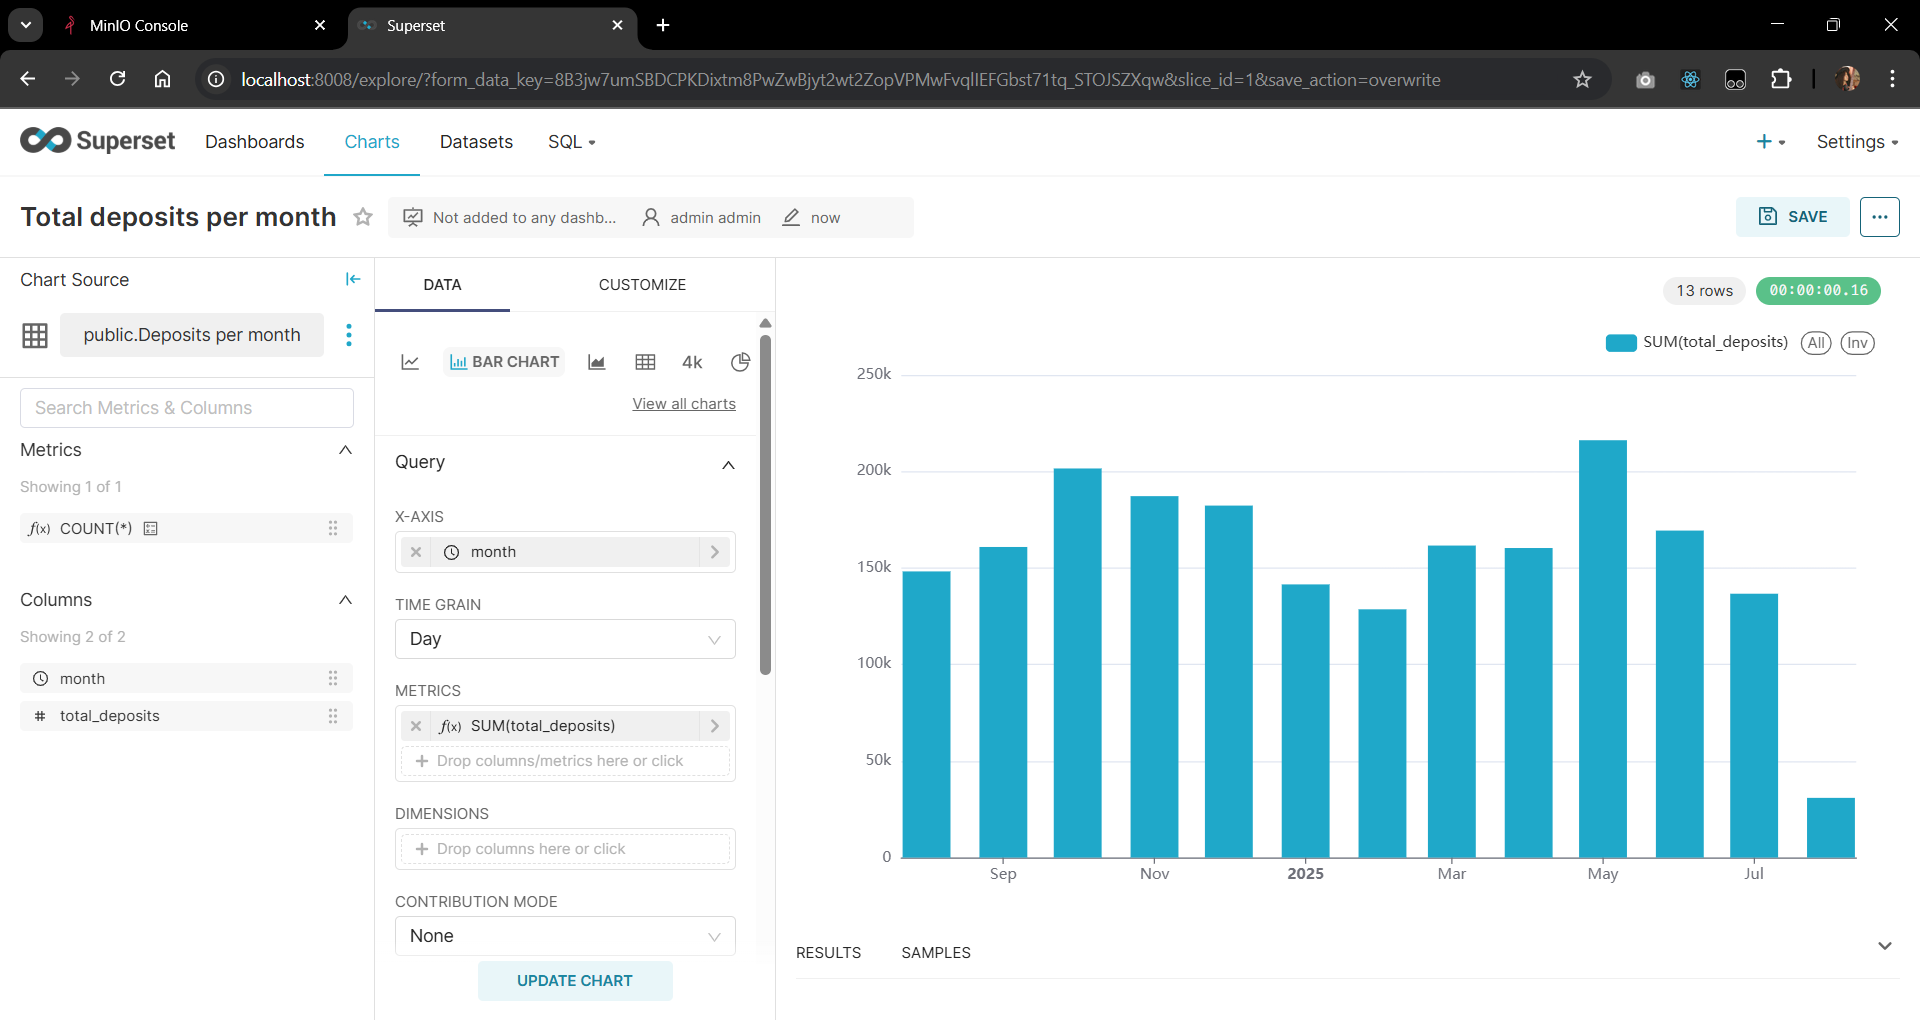 MinIO Console
Superset
localhost:8008/explore/?form_data_key=8B3jw7umSBDCPKDixtm8PwZwBjyt2wt2ZopVPMwFvqlIEFGbst71tq_STOJSZXqw&slice_id=1&save_action=overwrite
Superset
Dashboards
Charts
Datasets
SQL
Settings
Total deposits per month
Not added to any dashb...
admin admin
now
SAVE
Chart Source
public.Deposits per month
Search Metrics & Columns
Metrics
Showing 1 of 1
f(x) COUNT(*)
Columns
Showing 2 of 2
month
# total_deposits
DATA
CUSTOMIZE
BAR CHART
4k
View all charts
Query
X-AXIS
month
TIME GRAIN
Day
METRICS
f(x) SUM(total_deposits)
+ Drop columns/metrics here or click
DIMENSIONS
+ Drop columns here or click
CONTRIBUTION MODE
None
UPDATE CHART
13 rows
00:00:00.16
SUM(total_deposits)
All
Inv
250k
200k
150k
100k
50k
0
Sep
Nov
2025
Mar
May
Jul
RESULTS
SAMPLES